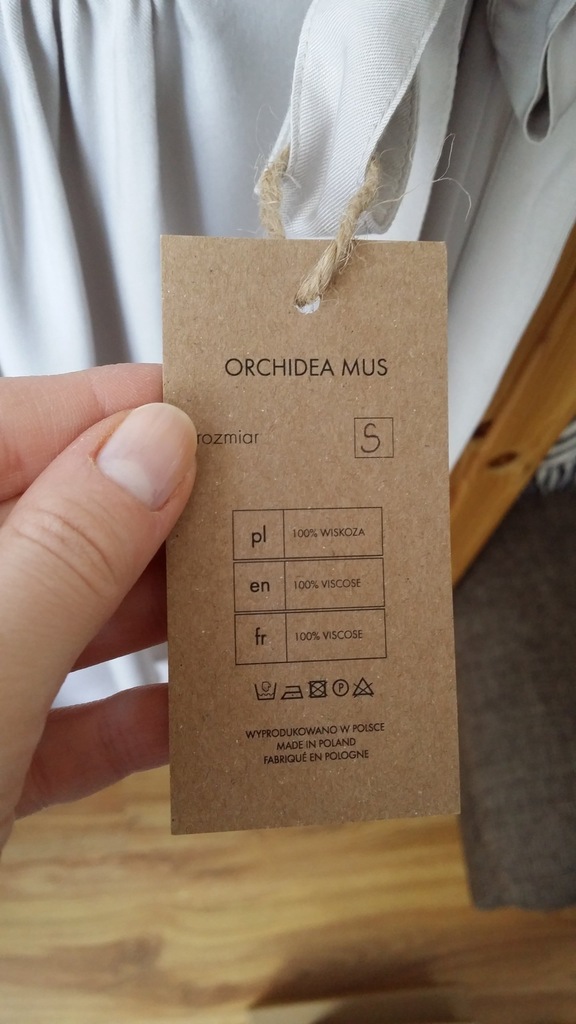 ORCHIDEA MUS
rozmiar S
pl 100% WISKOZA
en 100% VISCOSE
fr 100% VISCOSE
P
WYPRODUKOWANO W POLSCE
MADE IN POLAND
FABRIQUÉ EN POLOGNE